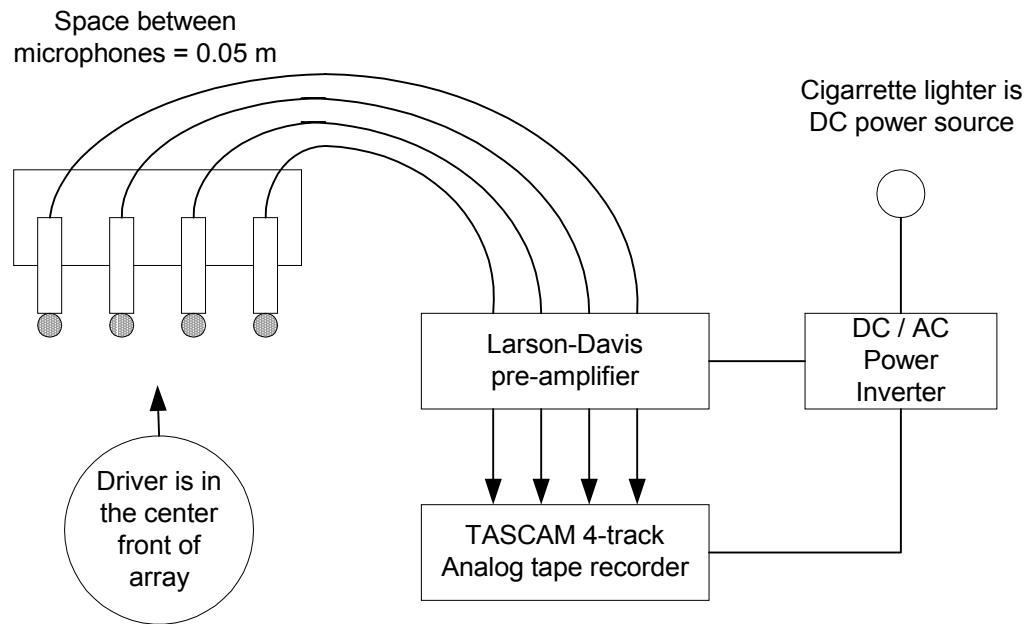 Space between
microphones = 0.05 m
Cigarrette lighter is
DC power source
Larson-Davis
pre-amplifier
DC / AC
Power
Inverter
Driver is in
the center
front of
array
TASCAM 4-track
Analog tape recorder